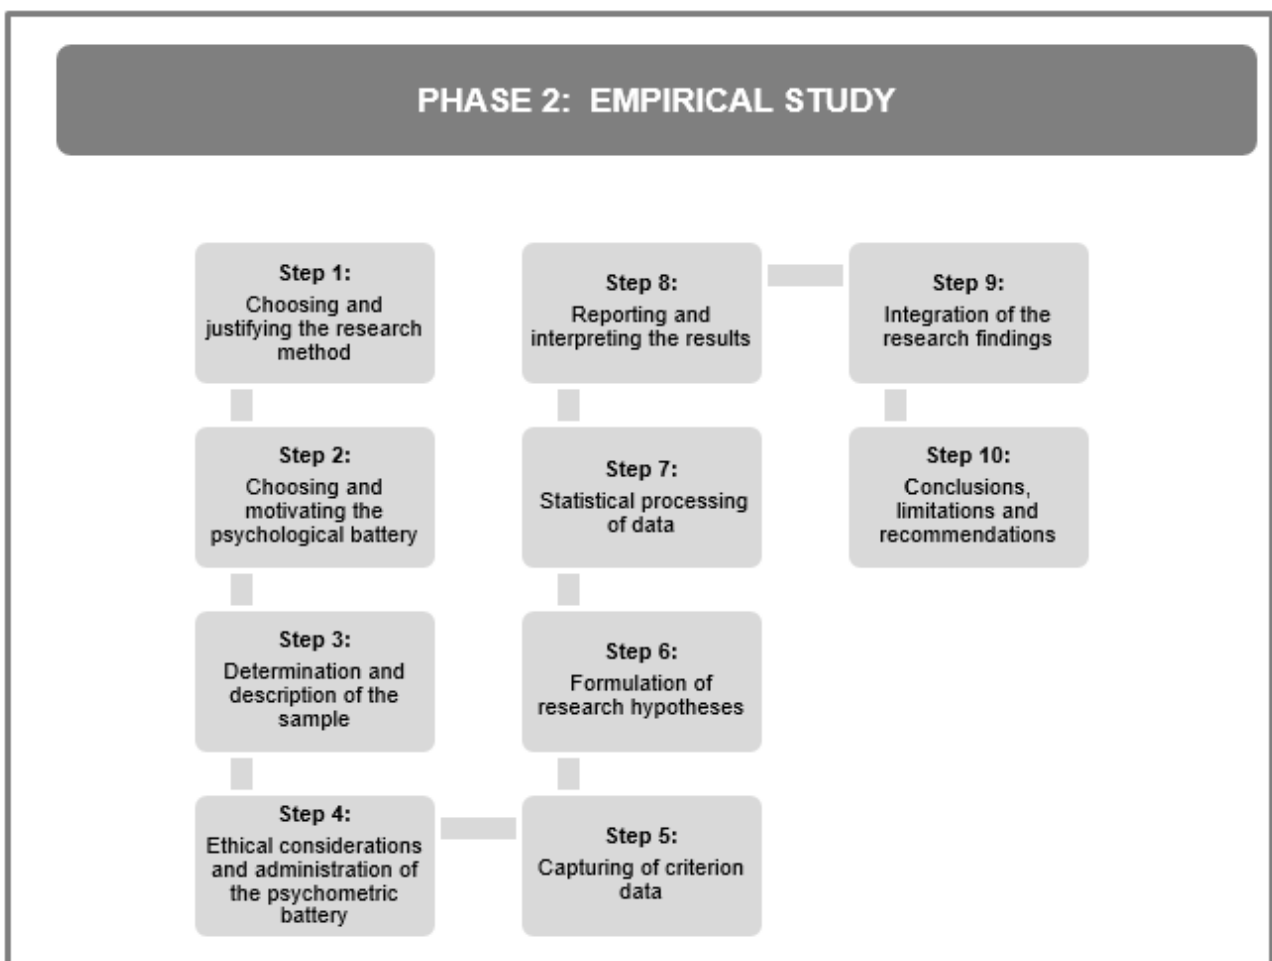 PHASE 2:  EMPIRICAL STUDY
Step 1:
Choosing and
justifying the research
method
Step 2:
Choosing and
motivating the
psychological battery
Step 3:
Determination and
description of the
sample
Step 4:
Ethical considerations
and administration of
the psychometric
battery
Step 5:
Capturing of criterion
data
Step 6:
Formulation of
research hypotheses
Step 7:
Statistical processing
of data
Step 8:
Reporting and
interpreting the results
Step 9:
Integration of the
research findings
Step 10:
Conclusions,
limitations and
recommendations